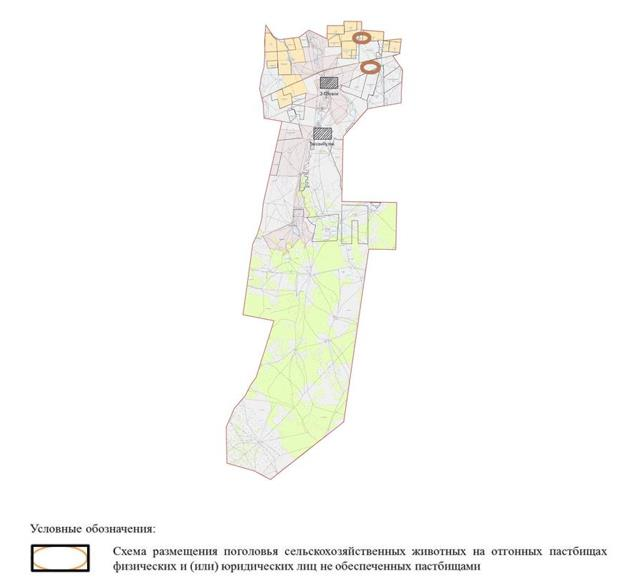 Условные обозначения:
Схема размещения поголовья сельскохозяйственных животных на отгонных пастбищах
физических и (или) юридических лиц не обеспеченных пастбищами